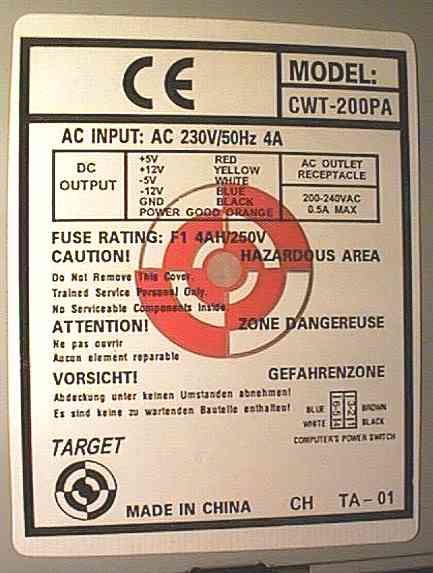 CE
MODEL:
CWT-200PA
AC INPUT: AC 230V/50Hz 4A
DC OUTPUT
+5V RED
+12V YELLOW
-5V WHITE
-12V BLUE
GND BLACK
POWER GOOD ORANGE
AC OUTLET
RECEPTACLE
200-240VAC
0.5A MAX
FUSE RATING: F1 4AH/250V
CAUTION! HAZARDOUS AREA
Do Not Remove This Cover.
Trained Service Personal Only.
No Serviceable Components Inside.
ATTENTION! ZONE DANGEREUSE
Ne pas ouvrir
Aucun element reparable
VORSICHT! GEFAHRENZONE
Abdeckung unter keinen Umstanden abnehmen!
Es sind keine zu wartenden Bauteile enthalten!
BLUE BROWN
WHITE BLACK
COMPUTER'S POWER SWITCH
TARGET
MADE IN CHINA CH TA-01